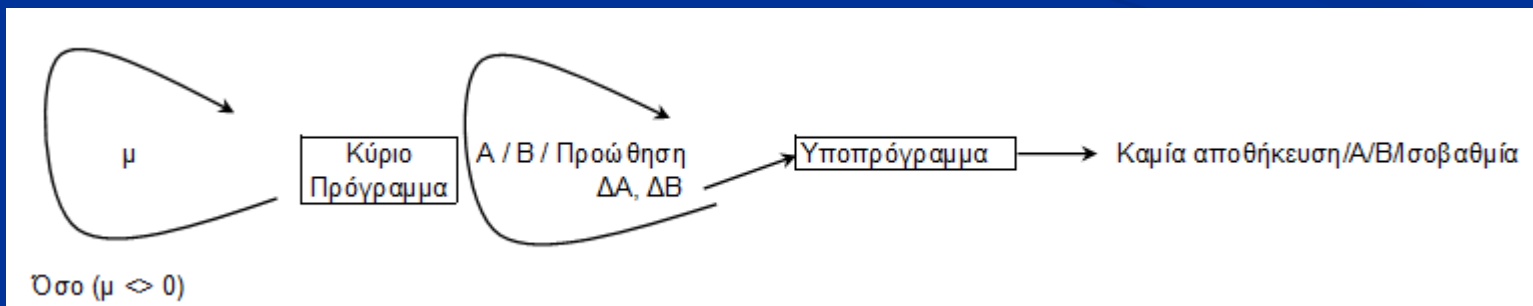 μ
Κύριο
Πρόγραμμα
Α / Β / Προώθηση
ΔΑ, ΔΒ
Υποπρόγραμμα
Καμία αποθήκευση/Α/Β/Ισοβαθμία
Όσο (μ <> 0)